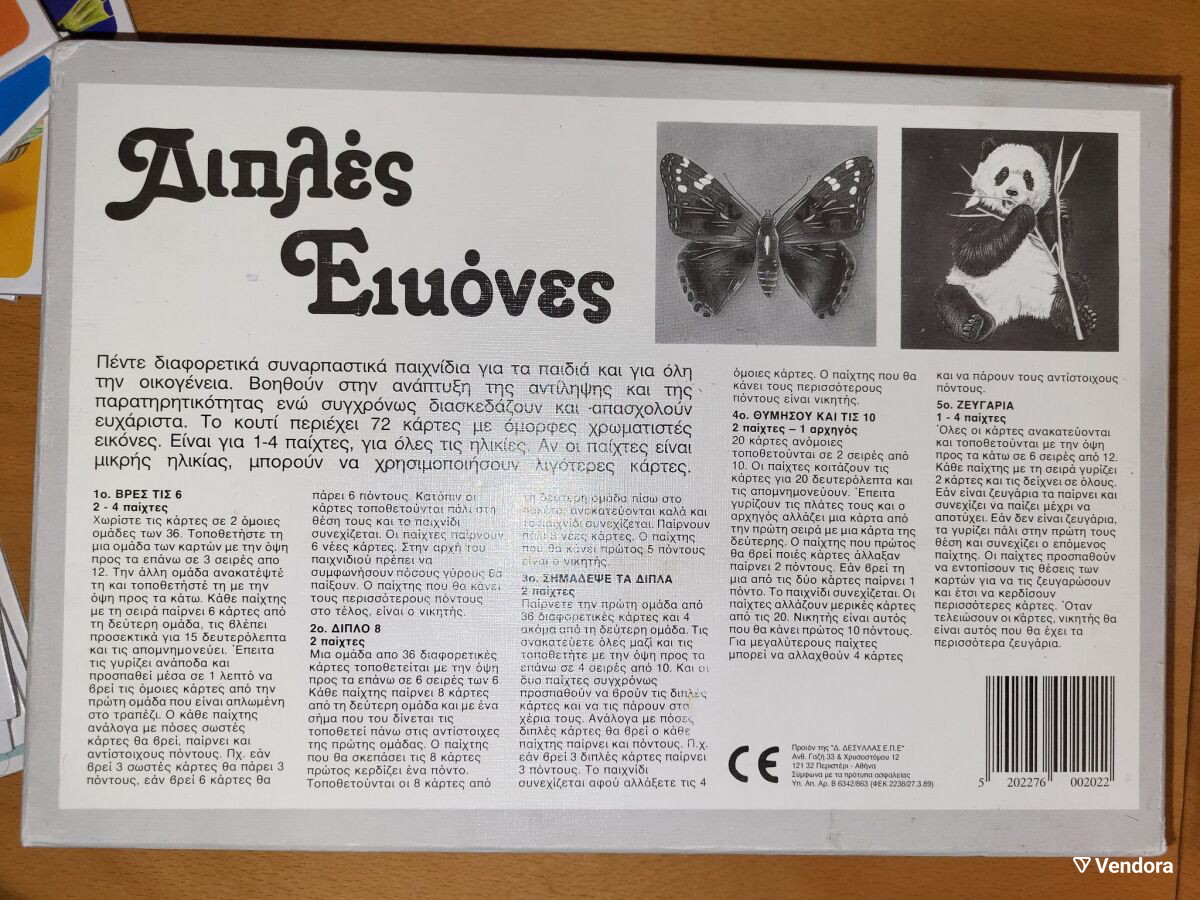 Διπλές
Εικόνες
Πέντε διαφορετικά συναρπαστικά παιχνίδια για τα παιδιά και για όλη
την οικογένεια. Βοηθούν στην ανάπτυξη της αντίληψης και της
παρατηρητικότητας ενώ συγχρόνως διασκεδάζουν και απασχολούν
ευχάριστα. Το κουτί περιέχει 72 κάρτες με όμορφες χρωματιστές
εικόνες. Είναι για 1-4 παίχτες, για όλες τις ηλικίες. Αν οι παίχτες είναι
μικρής ηλικίας, μπορούν να χρησιμοποιήσουν λιγότερες κάρτες.
1ο. ΒΡΕΣ ΤΙΣ 6
2 - 4 παίχτες
Χωρίστε τις κάρτες σε 2 όμοιες
ομάδες των 36. Τοποθετήστε τη
μια ομάδα των καρτών με την όψη
προς τα επάνω σε 3 σειρές από
12. Την άλλη ομάδα ανακατέψτέ
τη και τοποθετήστέ τη με την
όψη προς τα κάτω. Κάθε παίχτης
με τη σειρά παίρνει 6 κάρτες από
τη δεύτερη ομάδα, τις βλέπει
προσεκτικά για 15 δευτερόλεπτα
και τις απομνημονεύει. Έπειτα
τις γυρίζει ανάποδα και
προσπαθεί μέσα σε 1 λεπτό να
βρεί τις όμοιες κάρτες από την
πρώτη ομάδα που είναι απλωμένη
στο τραπέζι. Ο κάθε παίχτης
ανάλογα με πόσες σωστές
κάρτες θα βρεί, παίρνει και
αντίστοιχους πόντους. Πχ. εάν
βρεί 3 σωστές κάρτες θα πάρει 3
πόντους, εάν βρεί 6 κάρτες θα
πάρει 6 πόντους. Κατόπιν οι
κάρτες τοποθετούνται πάλι στη
θέση τους και το παιχνίδι
συνεχίζεται. Οι παίχτες παίρνουν
6 νέες κάρτες. Στην αρχή του
παιχνιδιού πρέπει να
συμφωνήσουν πόσους γύρους θα
παίξουν. Ο παίχτης που θα κάνει
τους περισσότερους πόντους
στο τέλος, είναι ο νικητής.
2ο. ΔΙΠΛΟ 8
2 παίχτες
Μια ομάδα απο 36 διαφορετικές
κάρτες τοποθετείται με την όψη
προς τα επάνω σε 6 σειρές των 6.
Κάθε παίχτης παίρνει 8 κάρτες
από τη δεύτερη ομάδα και με ένα
σήμα που του δίνεται τις
τοποθετεί πάνω στις αντίστοιχες
της πρώτης ομάδας. Ο παίχτης
που θα σκεπάσει τις 8 κάρτες
πρώτος κερδίζει ένα πόντο.
Τοποθετούνται οι 8 κάρτες από
τη δεύτερη ομάδα πίσω στο
πακέτο, ανακατεύονται καλά και
το παιχνίδι συνεχίζεται. Παίρνουν
πάλι 8 νέες κάρτες. Ο παίχτης
που θα κάνει πρώτος 5 πόντους
είναι ο νικητής.
3ο. ΣΗΜΑΔΕΨΕ ΤΑ ΔΙΠΛΑ
2 παίχτες
Παίρνετε την πρώτη ομάδα από
36 διαφορετικές κάρτες και 4
ακόμα από τη δεύτερη ομάδα. Τις
ανακατεύετε όλες μαζί και τις
τοποθετήτε με την όψη προς τα
επάνω σε 4 σειρές από 10. Και οι
δυο παίχτες συγχρόνως
προσπαθούν να βρούν τις διπλές
κάρτες και να τις πάρουν στα
χέρια τους. Ανάλογα με πόσες
διπλές κάρτες θα βρεί ο κάθε
παίχτης παίρνει και πόντους. Π.χ.
εάν βρεί 3 διπλές κάρτες παίρνει
3 πόντους. Το παιχνίδι
συνεχίζεται αφού αλλάξετε τις 4
όμοιες κάρτες. Ο παίχτης που θα
κάνει τους περισσότερους
πόντους είναι νικητής.
4ο. ΘΥΜΗΣΟΥ ΚΑΙ ΤΙΣ 10
2 παίχτες – 1 αρχηγός
20 κάρτες ανόμοιες
τοποθετούνται σε 2 σειρές από
10. Οι παίχτες κοιτάζουν τις
κάρτες για 20 δευτερόλεπτα και
τις απομνημονεύουν. Έπειτα
γυρίζουν τις πλάτες τους και ο
αρχηγός αλλάζει μια κάρτα από
την πρώτη σειρά με μια κάρτα της
δεύτερης. Ο παίχτης που πρώτος
θα βρεί ποιές κάρτες άλλαξαν
παίρνει 2 πόντους. Εάν βρεί τη
μια από τις δύο κάρτες παίρνει 1
πόντο. Το παιχνίδι συνεχίζεται. Οι
παίχτες αλλάζουν μερικές κάρτες
από τις 20. Νικητής είναι αυτός
που θα κάνει πρώτος 10 πόντους.
Για μεγαλύτερους παίχτες
μπορεί να αλλαχθούν 4 κάρτες
και να πάρουν τους αντίστοιχους
πόντους.
5ο. ΖΕΥΓΑΡΙΑ
1 - 4 παίχτες
Όλες οι κάρτες ανακατεύονται
και τοποθετούνται με την όψη
προς τα κάτω σε 6 σειρές από 12.
Κάθε παίχτης με τη σειρά γυρίζει
2 κάρτες και τις δείχνει σε όλους.
Εάν είναι ζευγάρια τα παίρνει και
συνεχίζει να παίζει μέχρι να
αποτύχει. Εάν δεν είναι ζευγάρια,
τα γυρίζει πάλι στην πρώτη τους
θέση και συνεχίζει ο επόμενος
παίχτης. Οι παίχτες προσπαθούν
να εντοπίσουν τις θέσεις των
καρτών για να τις ζευγαρώσουν
και έτσι να κερδίσουν
περισσότερες κάρτες. Όταν
τελειώσουν οι κάρτες, νικητής θα
είναι αυτός που θα έχει τα
περισσότερα ζευγάρια.
CE
Προϊόν της "Δ. ΔΕΣΥΛΛΑΣ Ε.Π.Ε"
Ανθ. Γαζή 33 & Χρυσοστόμου 12
121 32 Περιστέρι - Αθήνα
Σύμφωνα με τα πρότυπα ασφαλείας
Υπ. Απ. Αρ. Β 6342/863 (ΦΕΚ 2238/27.3.89)
5 202276 002022
Vendora